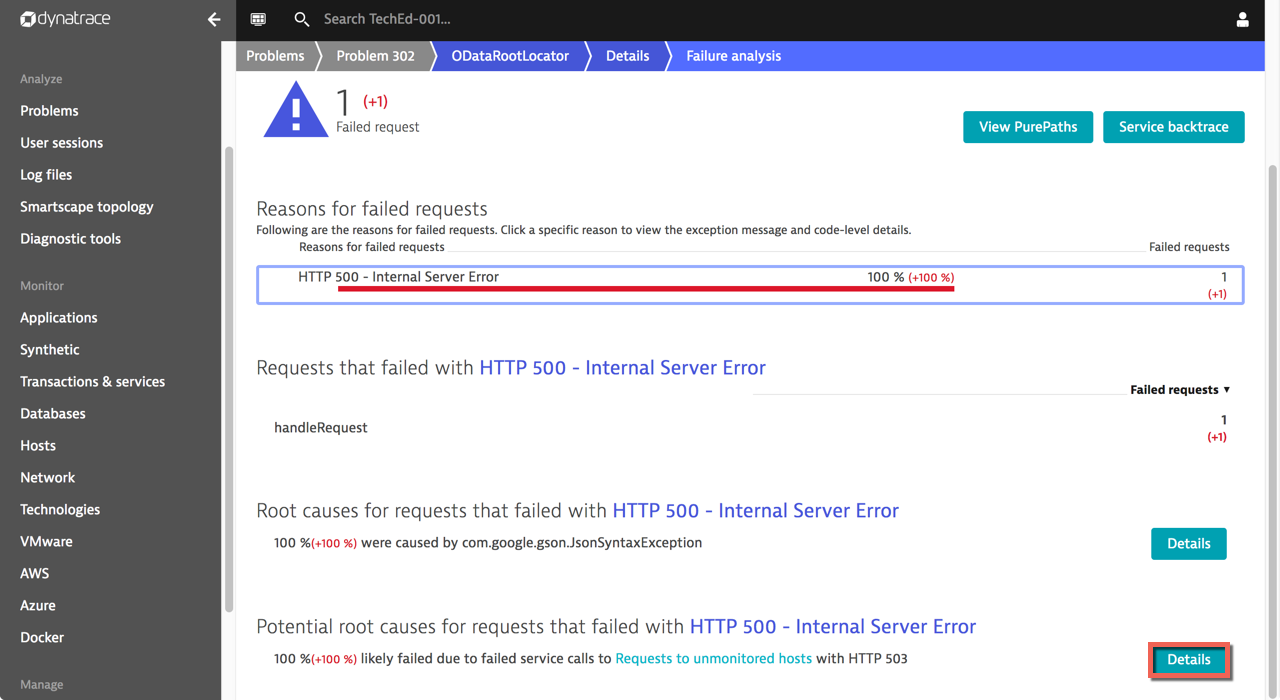 dynatrace
Search TechEd-001...
Analyze
Problems
User sessions
Log files
Smartscape topology
Diagnostic tools
Monitor
Applications
Synthetic
Transactions & services
Databases
Hosts
Network
Technologies
VMware
AWS
Azure
Docker
Manage
Problems Problem 302 ODataRootLocator Details Failure analysis
1 (+1)
Failed request
View PurePaths Service backtrace
Reasons for failed requests
Following are the reasons for failed requests. Click a specific reason to view the exception message and code-level details.
Reasons for failed requests Failed requests
HTTP 500 - Internal Server Error 100 % (+100 %) 1
(+1)
Requests that failed with HTTP 500 - Internal Server Error
Failed requests ▼
handleRequest 1
(+1)
Root causes for requests that failed with HTTP 500 - Internal Server Error
100 %(+100 %) were caused by com.google.gson.JsonSyntaxException Details
Potential root causes for requests that failed with HTTP 500 - Internal Server Error
100 %(+100 %) likely failed due to failed service calls to Requests to unmonitored hosts with HTTP 503 Details